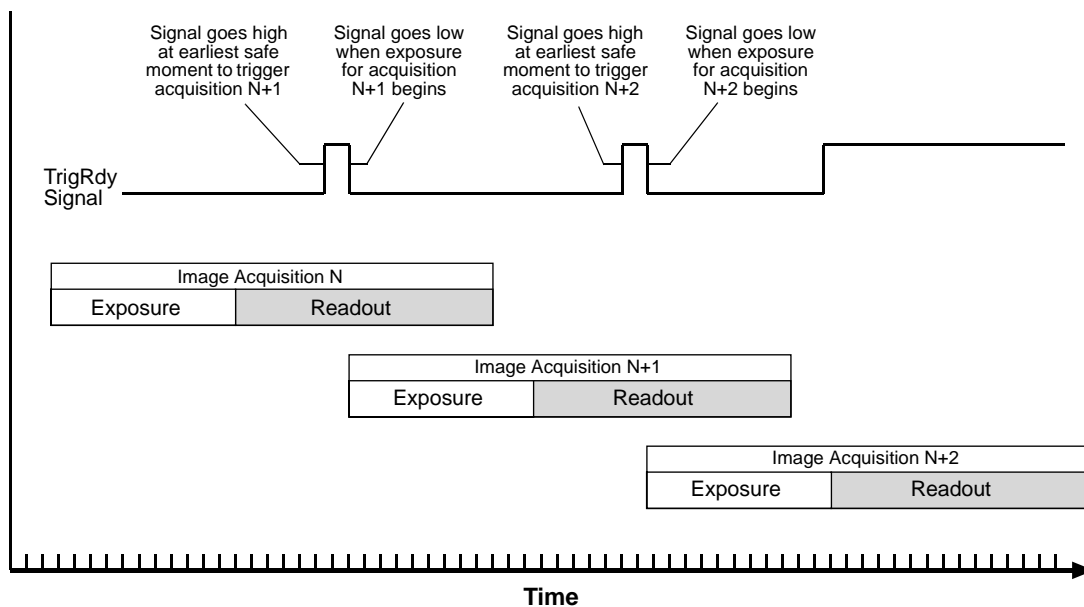 Signal goes high
at earliest safe
moment to trigger
acquisition N+1
Signal goes low
when exposure
for acquisition
N+1 begins
Signal goes high
at earliest safe
moment to trigger
acquisition N+2
Signal goes low
when exposure
for acquisition
N+2 begins
TrigRdy
Signal
Image Acquisition N
Exposure
Readout
Image Acquisition N+1
Exposure
Readout
Image Acquisition N+2
Exposure
Readout
Time